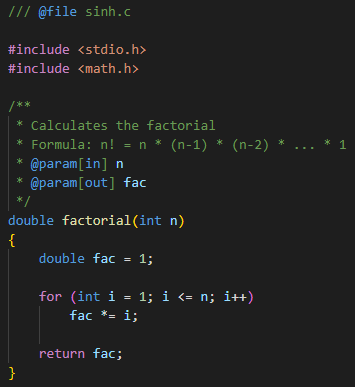 /// @file sinh.c

#include <stdio.h>
#include <math.h>

/**
 * Calculates the factorial
 * Formula: n! = n * (n-1) * (n-2) * ... * 1
 * @param[in] n
 * @param[out] fac
 */
double factorial(int n)
{
    double fac = 1;

    for (int i = 1; i <= n; i++)
        fac *= i;

    return fac;
}